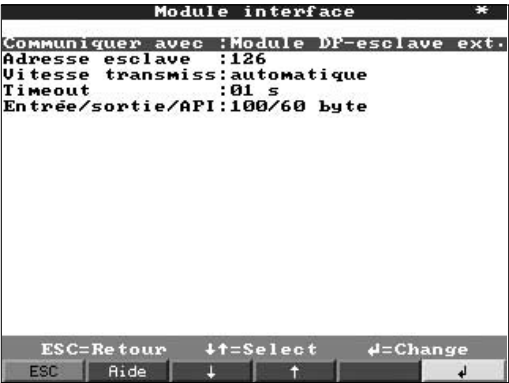 Module interface *
Communiquer avec :Module DP-esclave ext.
Adresse esclave :126
Vitesse transmiss:automatique
Timeout :01 s
Entrée/sortie/API:100/60 byte
ESC=Retour ↓↑=Select ↲=Change
ESC Aide ↓ ↑ ↲